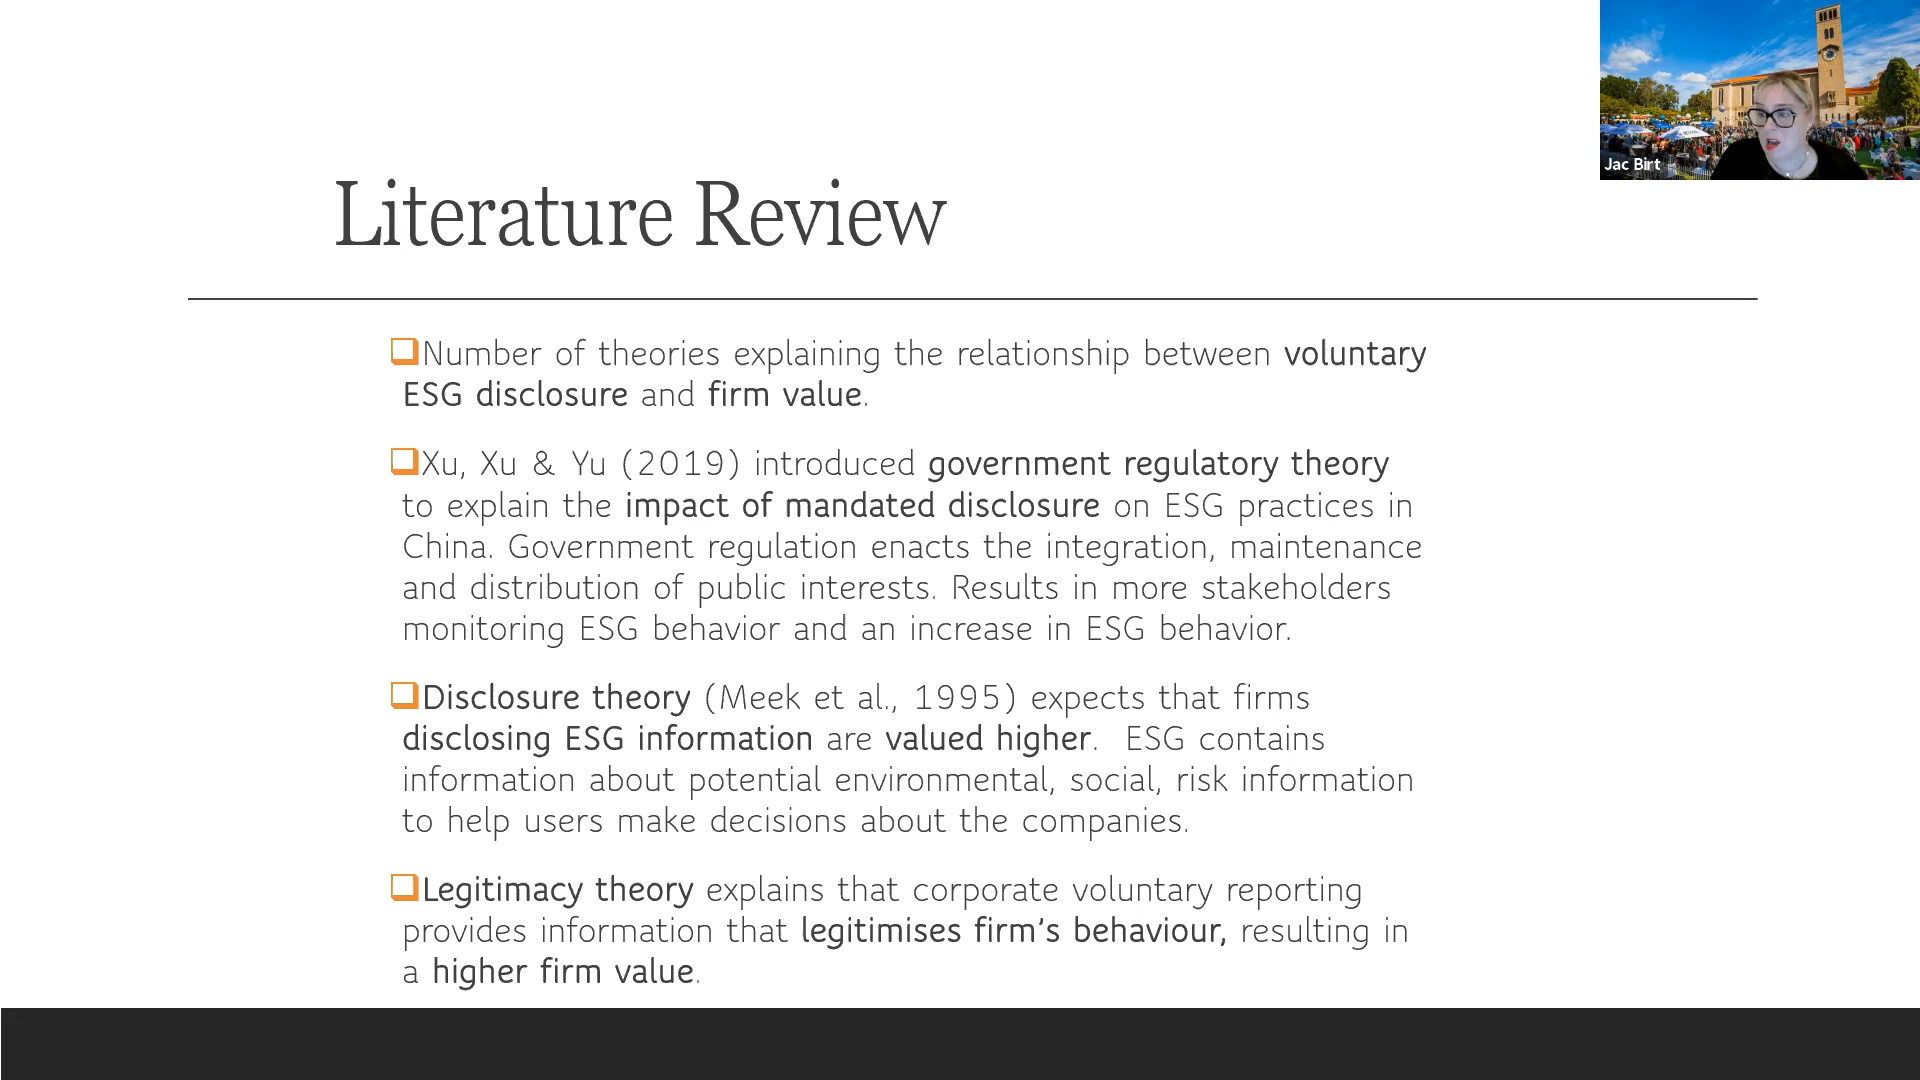 Jac Birt
Literature Review
Number of theories explaining the relationship between voluntary
ESG disclosure and firm value.
Xu, Xu & Yu (2019) introduced government regulatory theory
to explain the impact of mandated disclosure on ESG practices in
China. Government regulation enacts the integration, maintenance
and distribution of public interests. Results in more stakeholders
monitoring ESG behavior and an increase in ESG behavior.
Disclosure theory (Meek et al., 1995) expects that firms
disclosing ESG information are valued higher.  ESG contains
information about potential environmental, social, risk information
to help users make decisions about the companies.
Legitimacy theory explains that corporate voluntary reporting
provides information that legitimises firm’s behaviour, resulting in
a higher firm value.